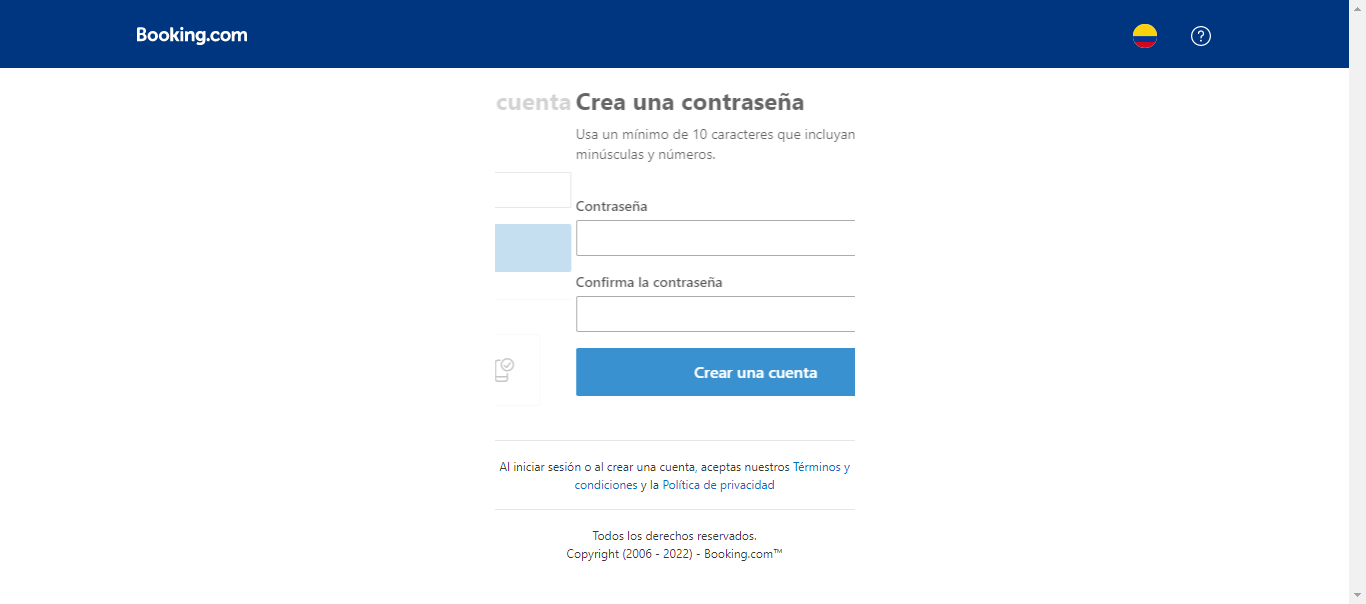 Booking.com
cuenta
Crea una contraseña
Usa un mínimo de 10 caracteres que incluyan
minúsculas y números.
Contraseña
Confirma la contraseña
Crear una cuenta
Al iniciar sesión o al crear una cuenta, aceptas nuestros Términos y
condiciones y la Política de privacidad
Todos los derechos reservados.
Copyright (2006 - 2022) - Booking.com™